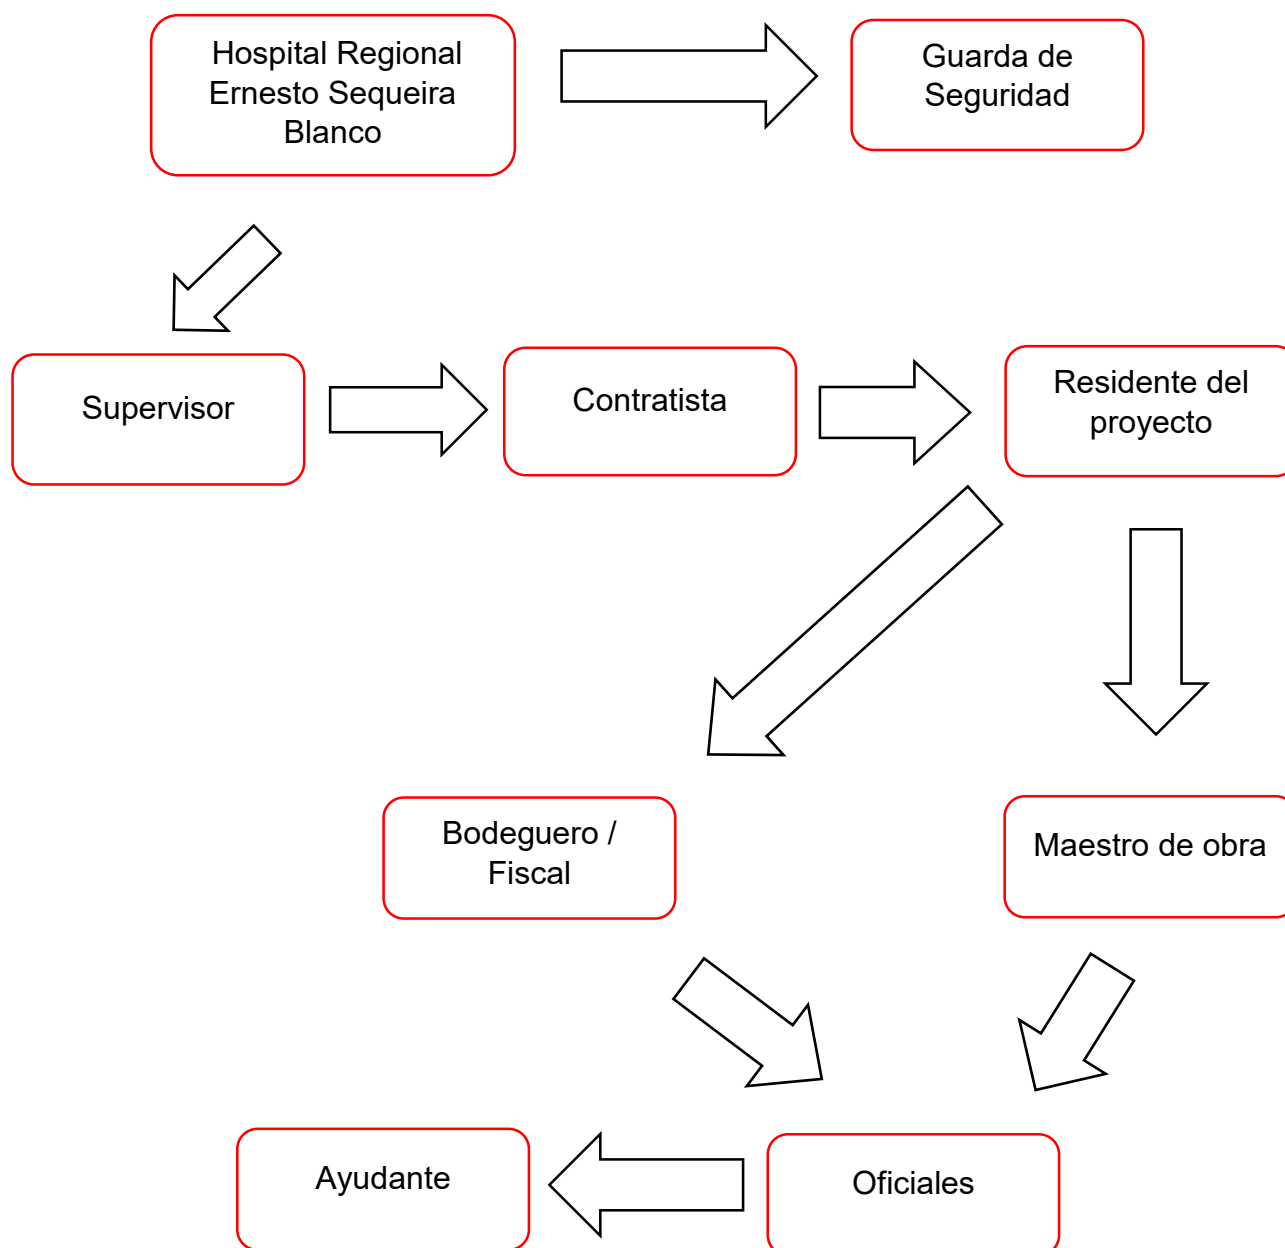 Hospital Regional
Ernesto Sequeira
Blanco
Guarda de
Seguridad
Supervisor
Contratista
Residente del
proyecto
Bodeguero /
Fiscal
Maestro de obra
Ayudante
Oficiales